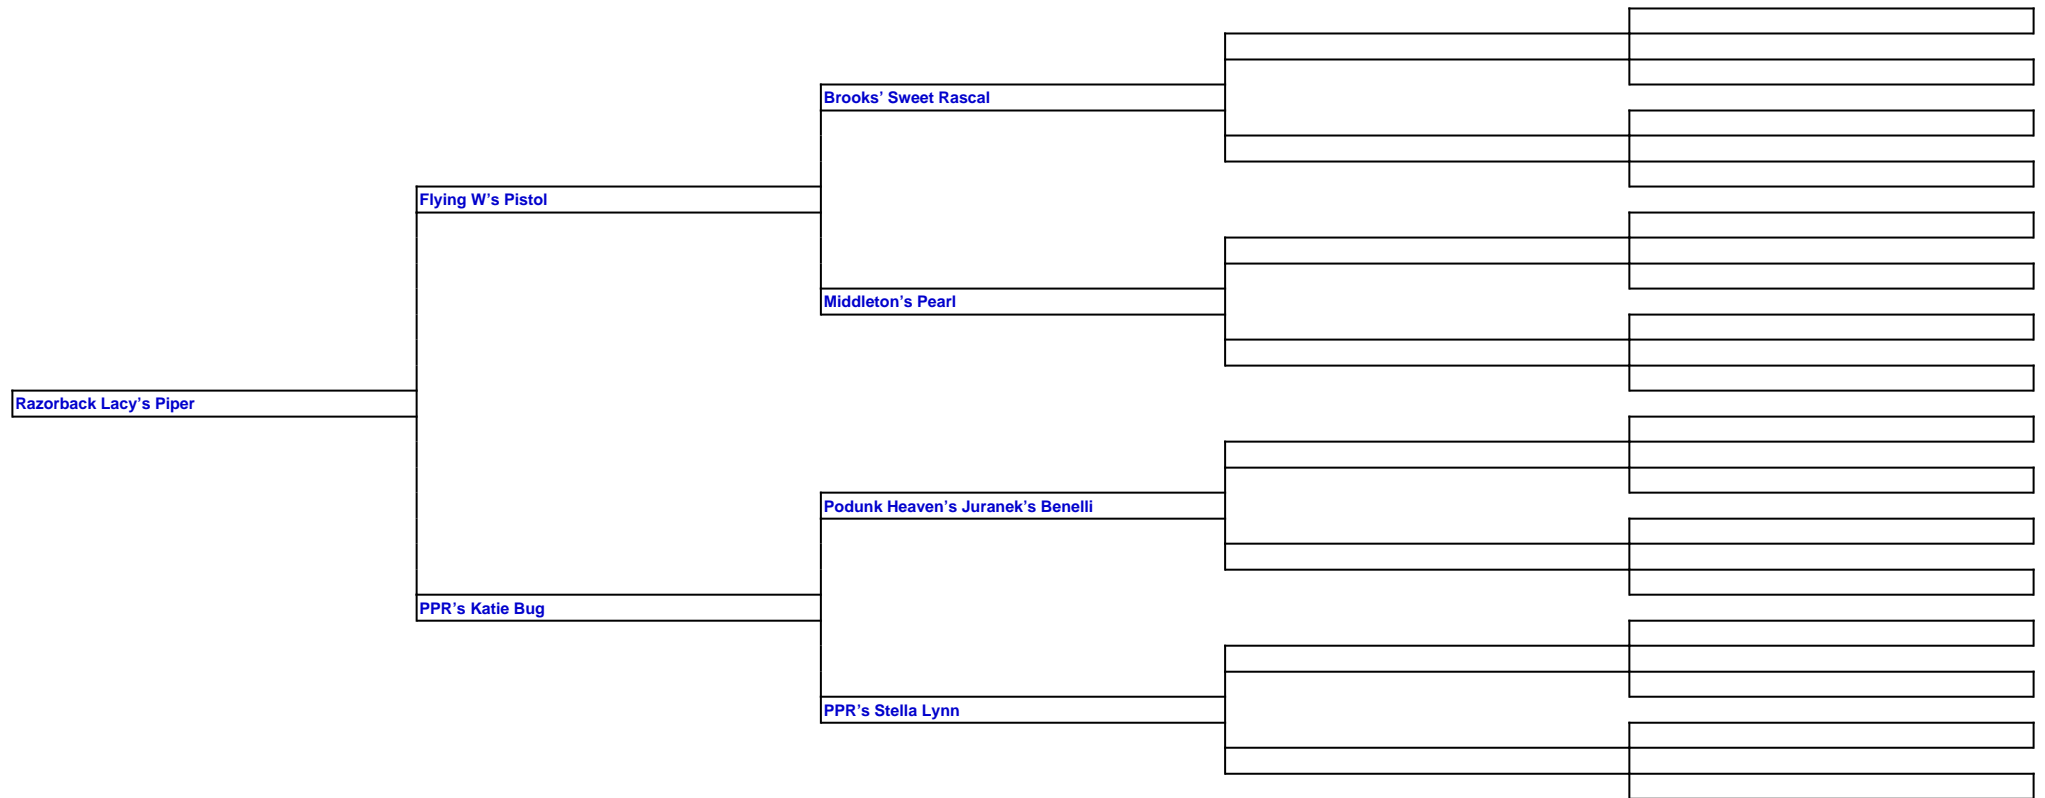 Brooks’ Sweet Rascal
Flying W’s Pistol
Middleton’s Pearl
Razorback Lacy’s Piper
Podunk Heaven’s Juranek’s Benelli
PPR’s Katie Bug
PPR’s Stella Lynn